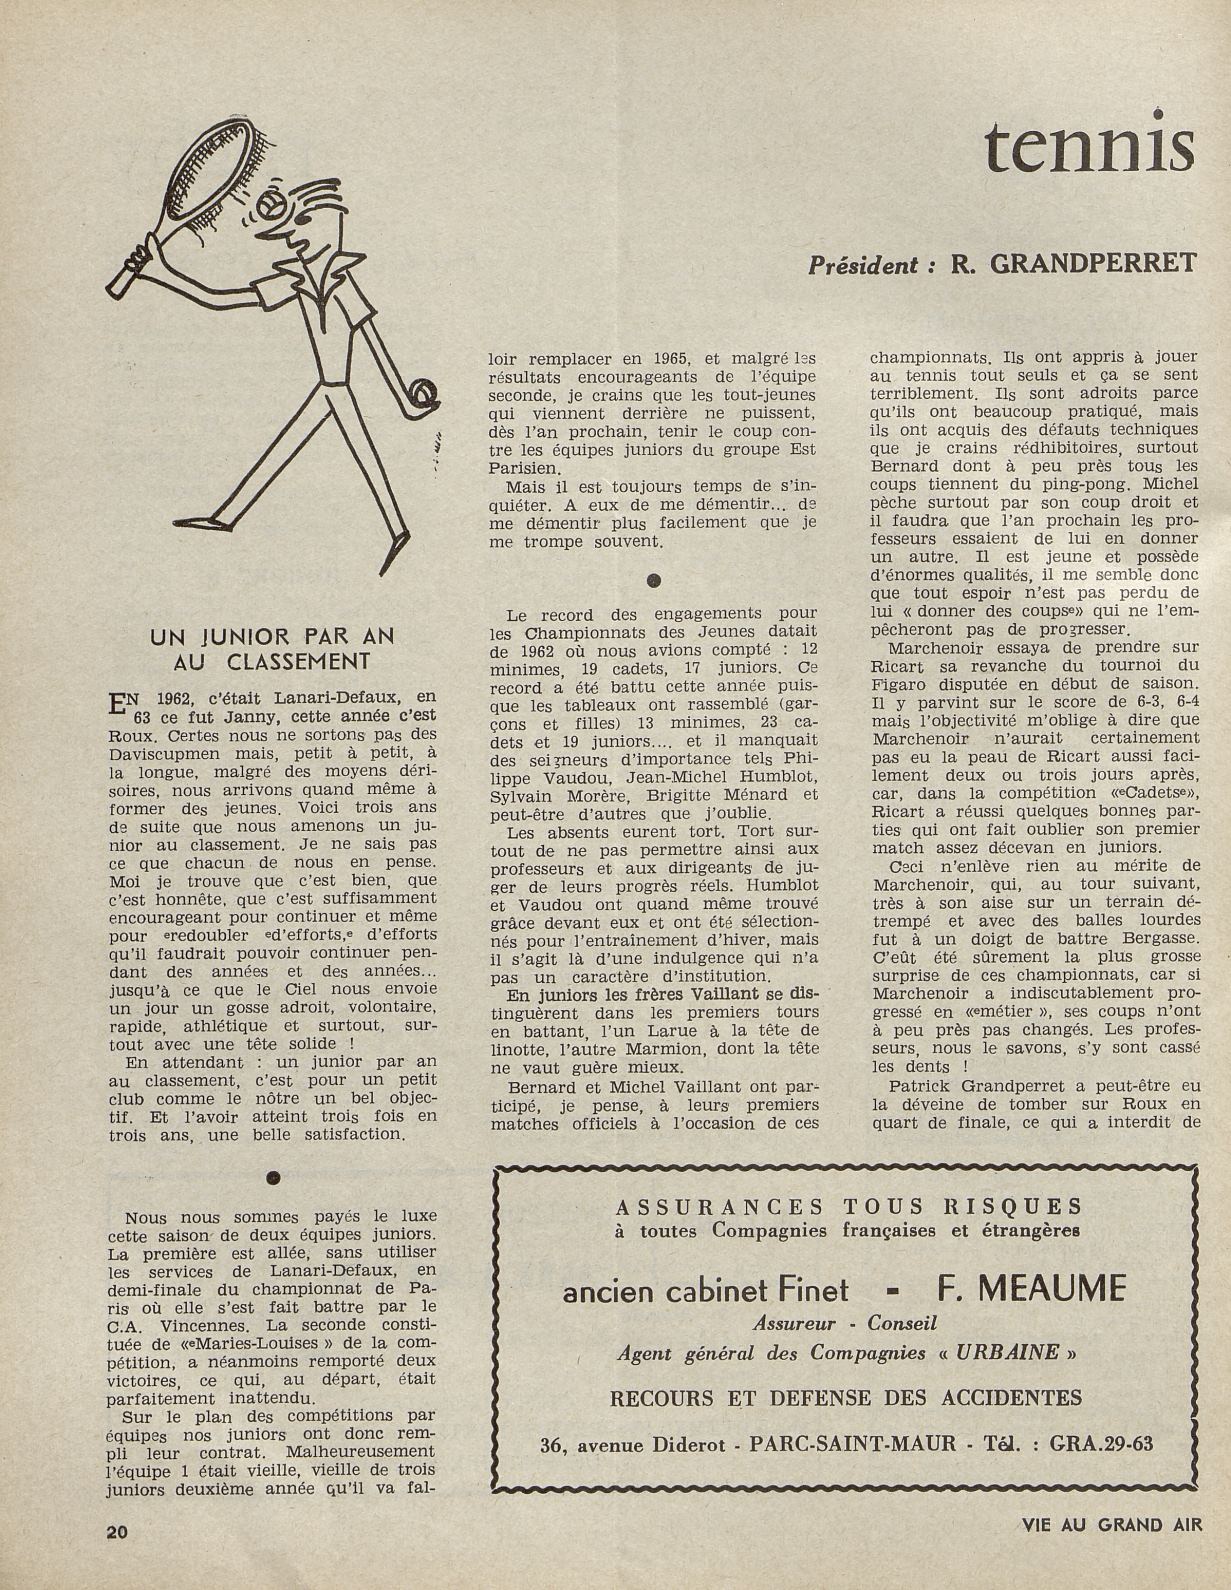 tennis
Président : R. GRANDPERRET
UN JUNIOR PAR AN
AU CLASSEMENT
EN 1962, c'était Lanari-Defaux, en
63 ce fut Janny, cette année c'est
Roux. Certes nous ne sortons pas des
Daviscupmen mais, petit à petit, à
la longue, malgré des moyens déri-
soires, nous arrivons quand même à
former des jeunes. Voici trois ans
de suite que nous amenons un ju-
nior au classement. Je ne sais pas
ce que chacun de nous en pense.
Moi je trouve que c'est bien, que
c'est honnête, que c'est suffisamment
encourageant pour continuer et même
pour «redoubler «d'efforts,» d'efforts
qu'il faudrait pouvoir continuer pen-
dant des années et des années...
jusqu'à ce que le Ciel nous envoie
un jour un gosse adroit, volontaire,
rapide, athlétique et surtout, sur-
tout avec une tête solide !
En attendant : un junior par an
au classement, c'est pour un petit
club comme le nôtre un bel objec-
tif. Et l'avoir atteint trois fois en
trois ans, une belle satisfaction.
Nous nous sommes payés le luxe
cette saison de deux équipes juniors.
La première est allée, sans utiliser
les services de Lanari-Defaux, en
demi-finale du championnat de Pa-
ris où elle s'est fait battre par le
C.A. Vincennes. La seconde consti-
tuée de «eMaries-Louises » de la com-
pétition, a néanmoins remporté deux
victoires, ce qui, au départ, était
parfaitement inattendu.
Sur le plan des compétitions par
équipes nos juniors ont donc rem-
pli leur contrat. Malheureusement
l'équipe 1 était vieille, vieille de trois
juniors deuxième année qu'il va fal-
loir remplacer en 1965, et malgré les
résultats encourageants de l'équipe
seconde, je crains que les tout-jeunes
qui viennent derrière ne puissent,
dès l'an prochain, tenir le coup con-
tre les équipes juniors du groupe Est
Parisien.
Mais il est toujours temps de s'in-
quiéter. A eux de me démentir... de
me démentir plus facilement que je
me trompe souvent.
Le record des engagements pour
les Championnats des Jeunes datait
de 1962 où nous avions compté : 12
minimes, 19 cadets, 17 juniors. Ce
record a été battu cette année puis-
que les tableaux ont rassemblé (gar-
çons et filles) 13 minimes, 23 ca-
dets et 19 juniors.... et il manquait
des seigneurs d'importance tels Phi-
lippe Vaudou, Jean-Michel Humblot,
Sylvain Morère, Brigitte Ménard et
peut-être d'autres que j'oublie.
Les absents eurent tort. Tort sur-
tout de ne pas permettre ainsi aux
professeurs et aux dirigeants de ju-
ger de leurs progrès réels. Humblot
et Vaudou ont quand même trouvé
grâce devant eux et ont été sélection-
nés pour l'entrainement d'hiver, mais
il s'agit là d'une indulgence qui n'a
pas un caractère d'institution.
En juniors les frères Vaillant se dis-
tinguèrent dans les premiers tours
en battant, l'un Larue à la tête de
linotte, l'autre Marmion, dont la tête
ne vaut guère mieux.
Bernard et Michel Vaillant ont par-
ticipé, je pense, à leurs premiers
matches officiels à l'occasion de ces
championnats. Ils ont appris à jouer
au tennis tout seuls et ça se sent
terriblement. Ils sont adroits parce
qu'ils ont beaucoup pratiqué, mais
ils ont acquis des défauts techniques
que je crains rédhibitoires, surtout
Bernard dont à peu près tous les
coups tiennent du ping-pong. Michel
pèche surtout par son coup droit et
il faudra que l'an prochain les pro-
fesseurs essaient de lui en donner
un autre. Il est jeune et possède
d'énormes qualités, il me semble donc
que tout espoir n'est pas perdu de
lui « donner des coupse» qui ne l'em-
pêcheront pas de progresser.
Marchenoir essaya de prendre sur
Ricart sa revanche du tournoi du
Figaro disputée en début de saison.
Il y parvint sur le score de 6-3, 6-4
mais l'objectivité m'oblige à dire que
Marchenoir n'aurait certainement
pas eu la peau de Ricart aussi faci-
lement deux ou trois jours après,
car, dans la compétition «eCadetse»,
Ricart a réussi quelques bonnes par-
ties qui ont fait oublier son premier
match assez décevan en juniors.
Ceci n'enlève rien au mérite de
Marchenoir, qui, au tour suivant,
très à son aise sur un terrain dé-
trempé et avec des balles lourdes
fut à un doigt de battre Bergasse.
C'eût été sûrement la plus grosse
surprise de ces championnats, car si
Marchenoir a indiscutablement pro-
gressé en «emétier », ses coups n'ont
à peu près pas changés. Les profes-
seurs, nous le savons, s'y sont cassé
les dents !
Patrick Grandperret a peut-être eu
la déveine de tomber sur Roux en
quart de finale, ce qui a interdit de
ASSURANCES TOUS RISQUES
à toutes Compagnies françaises et étrangères
ancien cabinet Finet - F. MEAUME
Assureur - Conseil
Agent général des Compagnies « URBAINE »
RECOURS ET DEFENSE DES ACCIDENTES
36, avenue Diderot - PARC-SAINT-MAUR - Tél. : GRA.29-63
20
VIE AU GRAND AIR